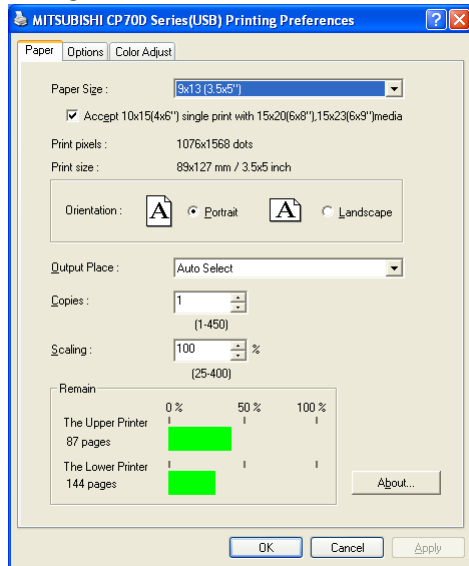 MITSUBISHI CP70D Series(USB) Printing Preferences
Paper Options Color Adjust
Paper Size : 9x13 (3.5x5")
Accept 10x15(4x6") single print with 15x20(6x8"),15x23(6x9")media
Print pixels : 1076x1568 dots
Print size : 89x127 mm / 3.5x5 inch
Orientation : A Portrait A Landscape
Output Place : Auto Select
Copies : 1
(1-450)
Scaling : 100 %
(25-400)
Remain
0 % 50 % 100 %
The Upper Printer
87 pages
The Lower Printer
144 pages
About...
OK Cancel Apply